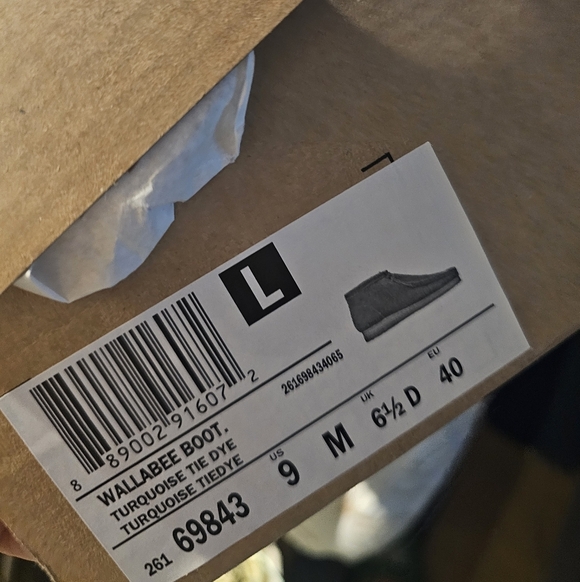 L
8 89002 91607 2
261698434065
WALLABEE BOOT.
TURQUOISE TIE DYE
TURQUOISE TIEDYE
261 69843 US 9 M UK 6½ D EU 40